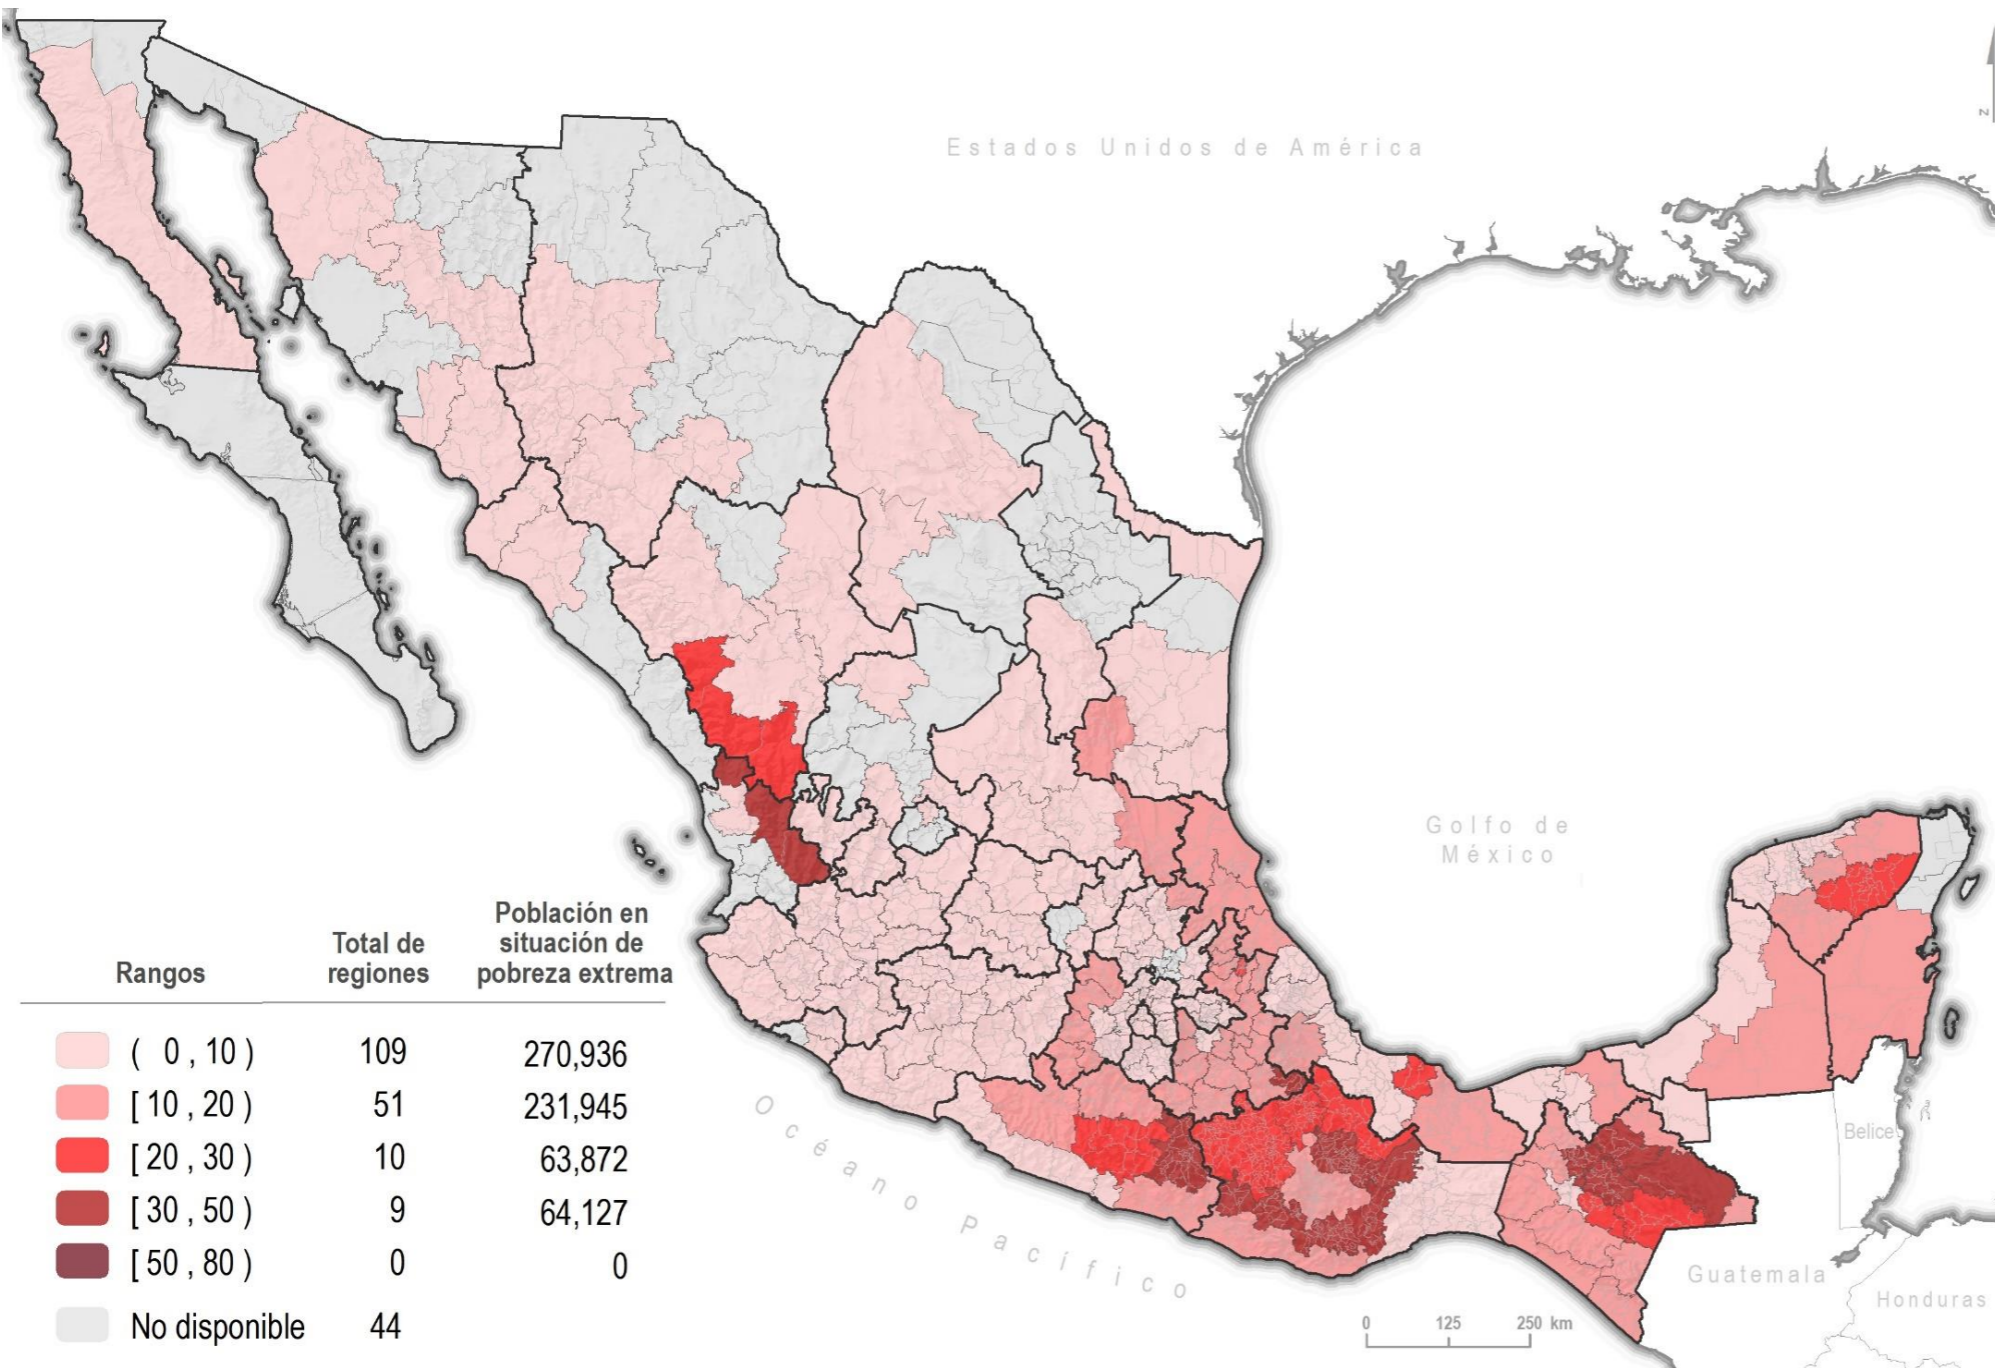 N
Estados Unidos de América
Golfo de
México
Belice
Guatemala
Honduras
Océano Pacífico
Rangos
Total de
regiones
Población en
situación de
pobreza extrema
( 0 , 10 ) 109 270,936
[ 10 , 20 ) 51 231,945
[ 20 , 30 ) 10 63,872
[ 30 , 50 ) 9 64,127
[ 50 , 80 ) 0 0
No disponible 44
0 125 250 km